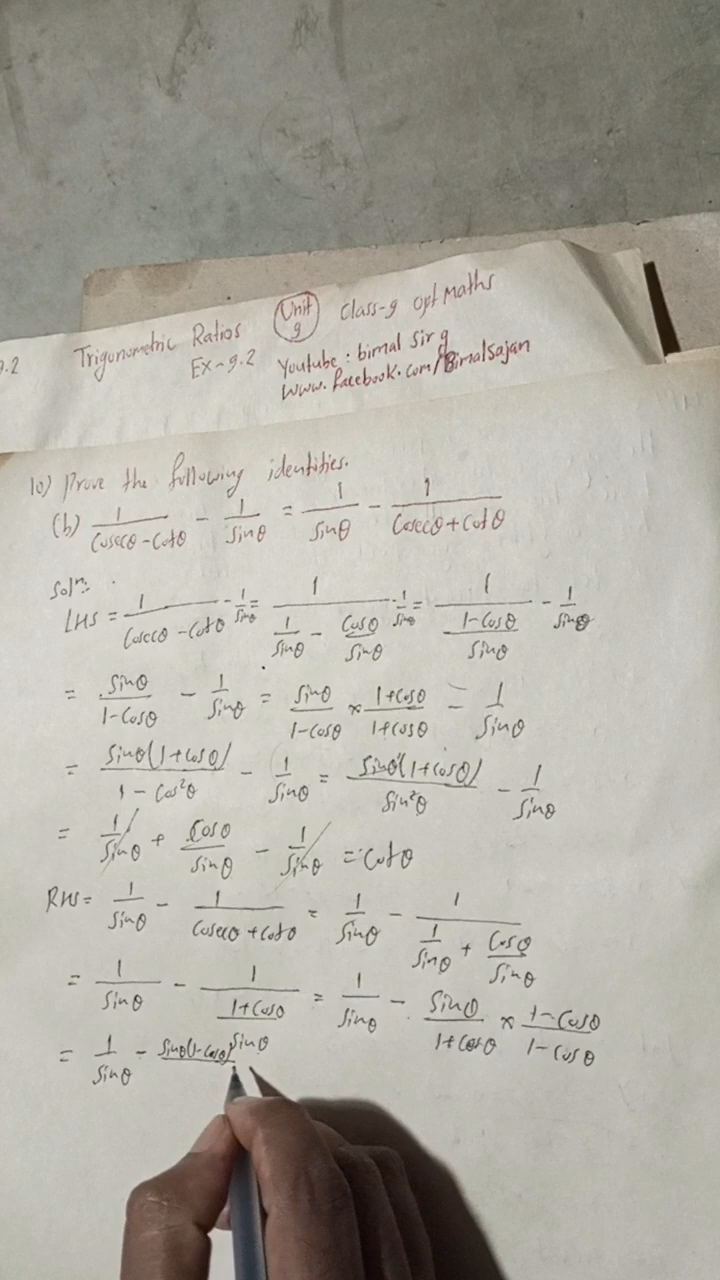 9.2 Trigonometric Ratios Unit 9 Class-9 Opt Maths
Ex-9.2 Youtube : bimal Sir g
www.facebook.com/Bimalsajan
10) Prove the following identities.
(h) 1/(Cosecθ - Cotθ) - 1/Sinθ = 1/Sinθ - 1/(Cosecθ + Cotθ)
Solⁿ:
LHS = 1/(Cosecθ - Cotθ) - 1/Sinθ = 1/(1/Sinθ - Cosθ/Sinθ) - 1/Sinθ = 1/((1-Cosθ)/Sinθ) - 1/Sinθ
= Sinθ/(1-Cosθ) - 1/Sinθ = Sinθ/(1-Cosθ) × (1+Cosθ)/(1+Cosθ) - 1/Sinθ
= Sinθ(1+Cosθ)/(1 - Cos²θ) - 1/Sinθ = Sinθ(1+Cosθ)/Sin²θ - 1/Sinθ
= 1/Sinθ + Cosθ/Sinθ - 1/Sinθ = Cotθ
RHS = 1/Sinθ - 1/(Cosecθ + Cotθ) = 1/Sinθ - 1/(1/Sinθ + Cosθ/Sinθ)
= 1/Sinθ - 1/((1+Cosθ)/Sinθ) = 1/Sinθ - Sinθ/(1+Cosθ) × (1-Cosθ)/(1-Cosθ)
= 1/Sinθ - Sinθ(1-Cosθ)